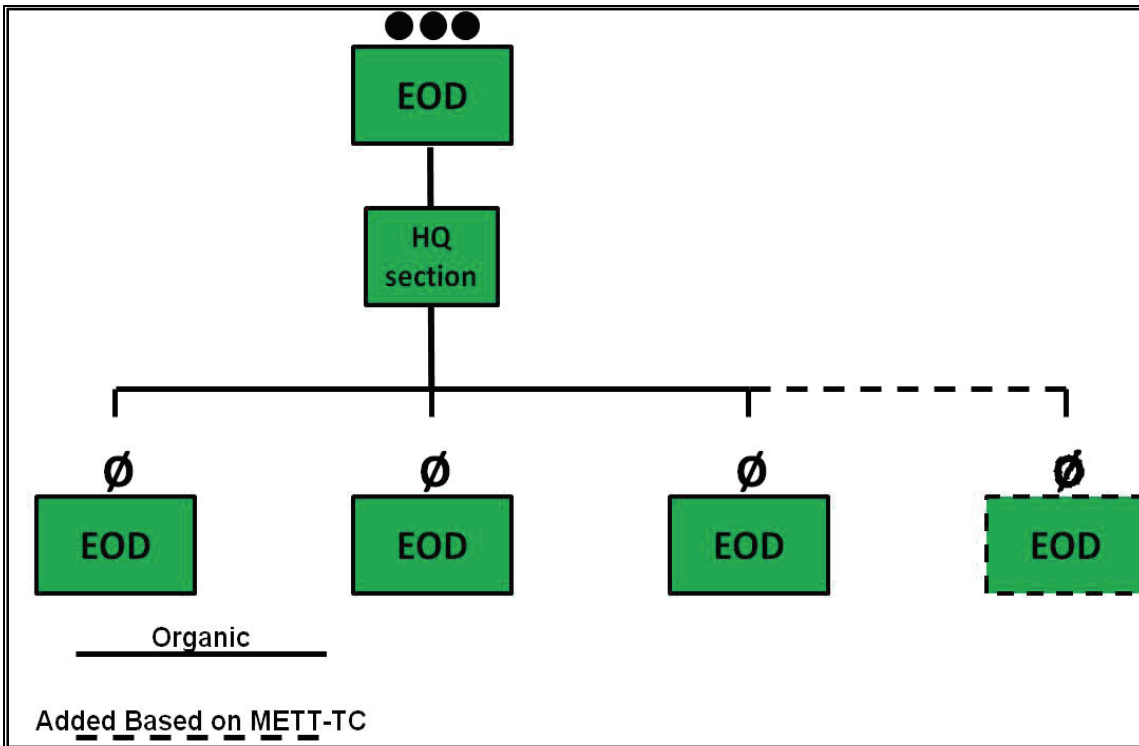 EOD
HQ
section
Ø Ø Ø Ø
EOD EOD EOD EOD
Organic
Added Based on METT-TC